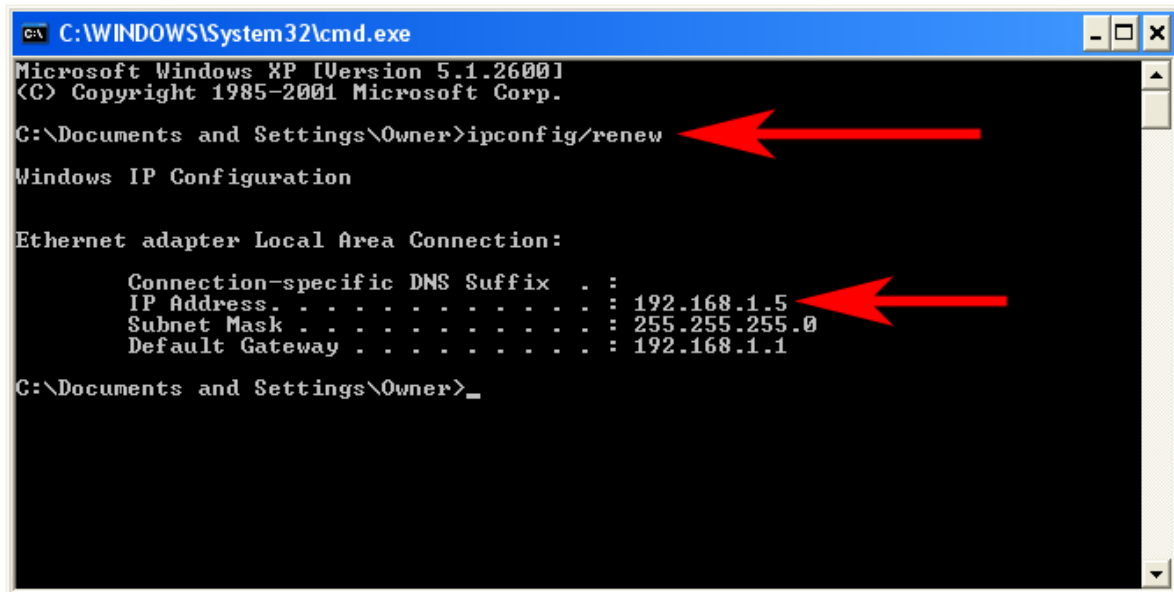 C:\WINDOWS\System32\cmd.exe
Microsoft Windows XP [Version 5.1.2600]
(C) Copyright 1985-2001 Microsoft Corp.
C:\Documents and Settings\Owner>ipconfig/renew
Windows IP Configuration
Ethernet adapter Local Area Connection:
Connection-specific DNS Suffix . :
IP Address. . . . . . . . . . . . : 192.168.1.5
Subnet Mask . . . . . . . . . . . : 255.255.255.0
Default Gateway . . . . . . . . . : 192.168.1.1
C:\Documents and Settings\Owner>_